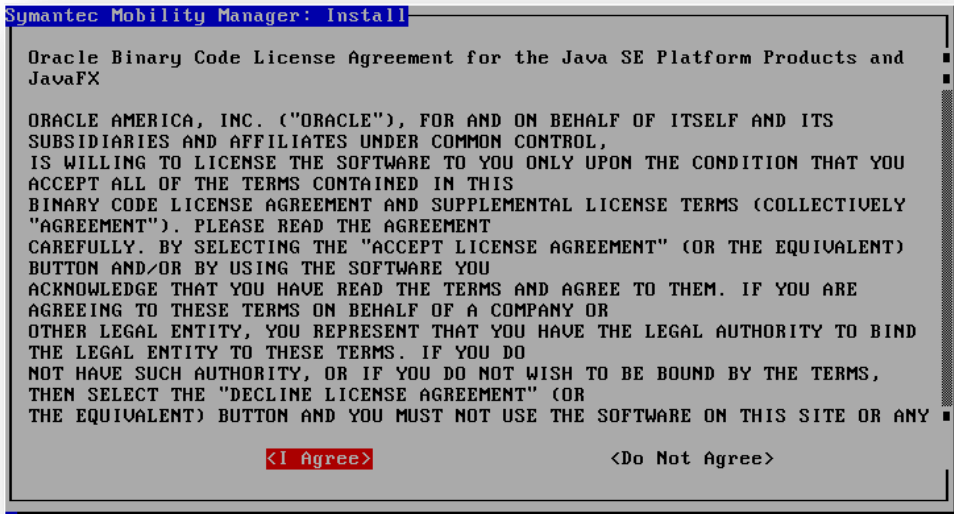 Symantec Mobility Manager: Install
Oracle Binary Code License Agreement for the Java SE Platform Products and
JavaFX
ORACLE AMERICA, INC. ("ORACLE"), FOR AND ON BEHALF OF ITSELF AND ITS
SUBSIDIARIES AND AFFILIATES UNDER COMMON CONTROL,
IS WILLING TO LICENSE THE SOFTWARE TO YOU ONLY UPON THE CONDITION THAT YOU
ACCEPT ALL OF THE TERMS CONTAINED IN THIS
BINARY CODE LICENSE AGREEMENT AND SUPPLEMENTAL LICENSE TERMS (COLLECTIVELY
"AGREEMENT"). PLEASE READ THE AGREEMENT
CAREFULLY. BY SELECTING THE "ACCEPT LICENSE AGREEMENT" (OR THE EQUIVALENT)
BUTTON AND/OR BY USING THE SOFTWARE YOU
ACKNOWLEDGE THAT YOU HAVE READ THE TERMS AND AGREE TO THEM. IF YOU ARE
AGREEING TO THESE TERMS ON BEHALF OF A COMPANY OR
OTHER LEGAL ENTITY, YOU REPRESENT THAT YOU HAVE THE LEGAL AUTHORITY TO BIND
THE LEGAL ENTITY TO THESE TERMS. IF YOU DO
NOT HAVE SUCH AUTHORITY, OR IF YOU DO NOT WISH TO BE BOUND BY THE TERMS,
THEN SELECT THE "DECLINE LICENSE AGREEMENT" (OR
THE EQUIVALENT) BUTTON AND YOU MUST NOT USE THE SOFTWARE ON THIS SITE OR ANY
<I Agree> <Do Not Agree>